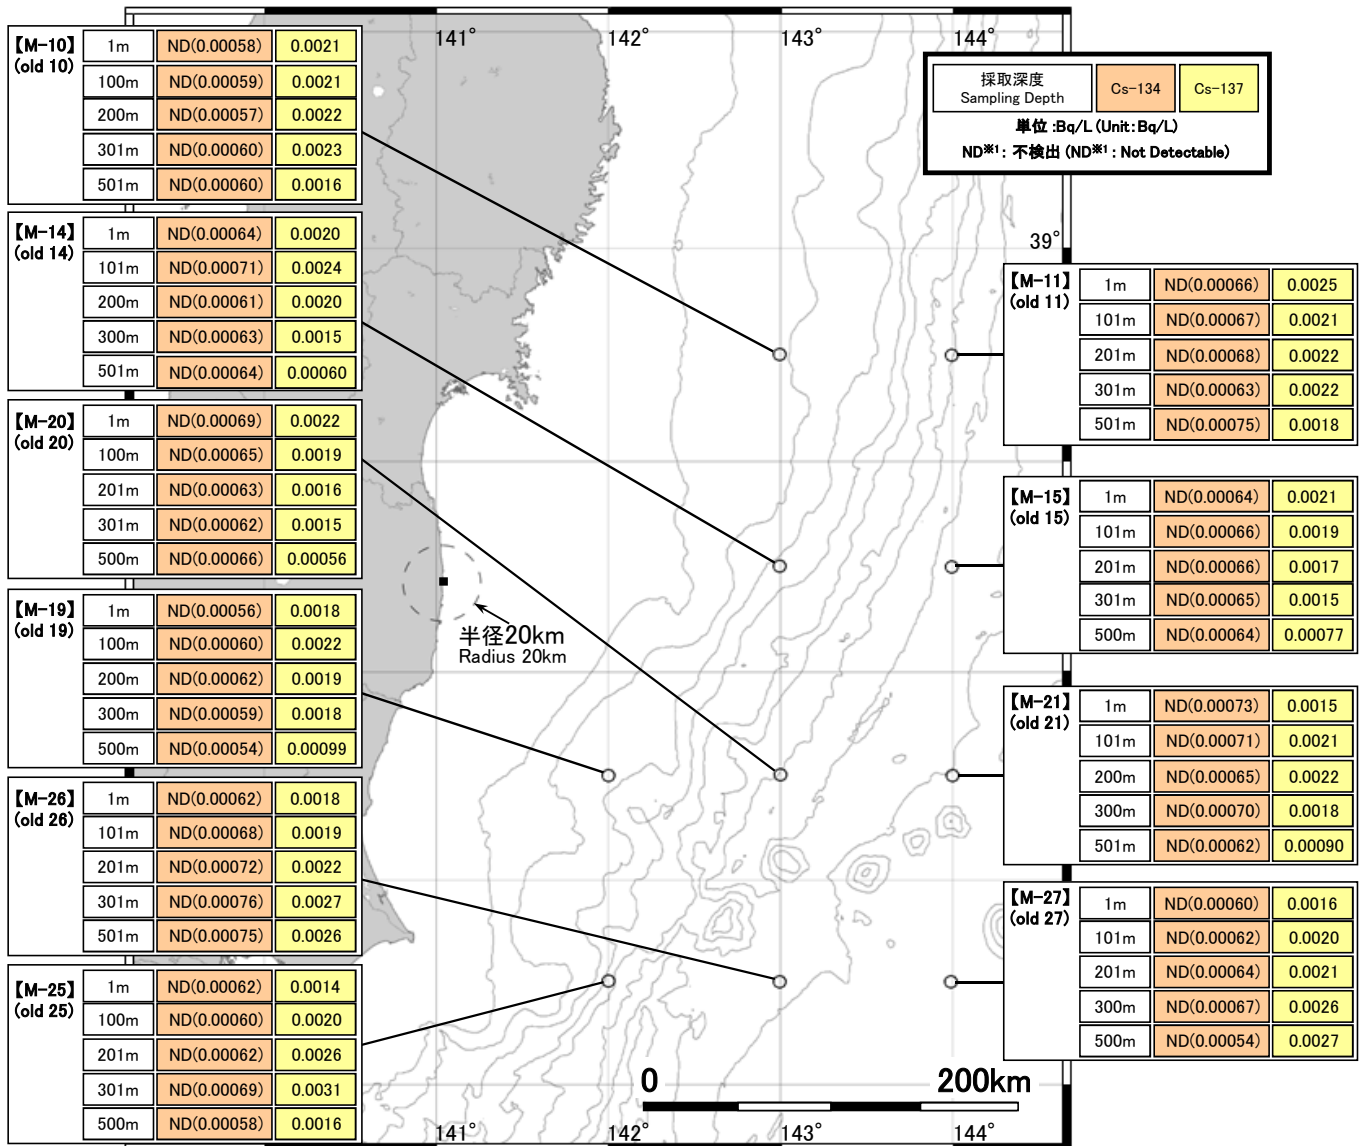 141°
142°
143°
144°
39°
採取深度
Sampling Depth
Cs-134
Cs-137
単位:Bq/L(Unit:Bq/L)
ND※1:不検出(ND※1:Not Detectable)
【M-10】
(old 10)
1m ND(0.00058) 0.0021
100m ND(0.00059) 0.0021
200m ND(0.00057) 0.0022
301m ND(0.00060) 0.0023
501m ND(0.00060) 0.0016
【M-14】
(old 14)
1m ND(0.00064) 0.0020
101m ND(0.00071) 0.0024
200m ND(0.00061) 0.0020
300m ND(0.00063) 0.0015
501m ND(0.00064) 0.00060
【M-20】
(old 20)
1m ND(0.00069) 0.0022
100m ND(0.00065) 0.0019
201m ND(0.00063) 0.0016
301m ND(0.00062) 0.0015
500m ND(0.00066) 0.00056
【M-19】
(old 19)
1m ND(0.00056) 0.0018
100m ND(0.00060) 0.0022
200m ND(0.00062) 0.0019
300m ND(0.00059) 0.0018
500m ND(0.00054) 0.00099
【M-26】
(old 26)
1m ND(0.00062) 0.0018
101m ND(0.00068) 0.0019
201m ND(0.00072) 0.0022
301m ND(0.00076) 0.0027
501m ND(0.00075) 0.0026
【M-25】
(old 25)
1m ND(0.00062) 0.0014
100m ND(0.00060) 0.0020
201m ND(0.00062) 0.0026
301m ND(0.00069) 0.0031
500m ND(0.00058) 0.0016
半径20km
Radius 20km
【M-11】
(old 11)
1m ND(0.00066) 0.0025
101m ND(0.00067) 0.0021
201m ND(0.00068) 0.0022
301m ND(0.00063) 0.0022
501m ND(0.00075) 0.0018
【M-15】
(old 15)
1m ND(0.00064) 0.0021
101m ND(0.00066) 0.0019
201m ND(0.00066) 0.0017
301m ND(0.00065) 0.0015
500m ND(0.00064) 0.00077
【M-21】
(old 21)
1m ND(0.00073) 0.0015
101m ND(0.00071) 0.0021
200m ND(0.00065) 0.0022
300m ND(0.00070) 0.0018
501m ND(0.00062) 0.00090
【M-27】
(old 27)
1m ND(0.00060) 0.0016
101m ND(0.00062) 0.0020
201m ND(0.00064) 0.0021
300m ND(0.00067) 0.0026
500m ND(0.00054) 0.0027
0 200km
141°
142°
143°
144°